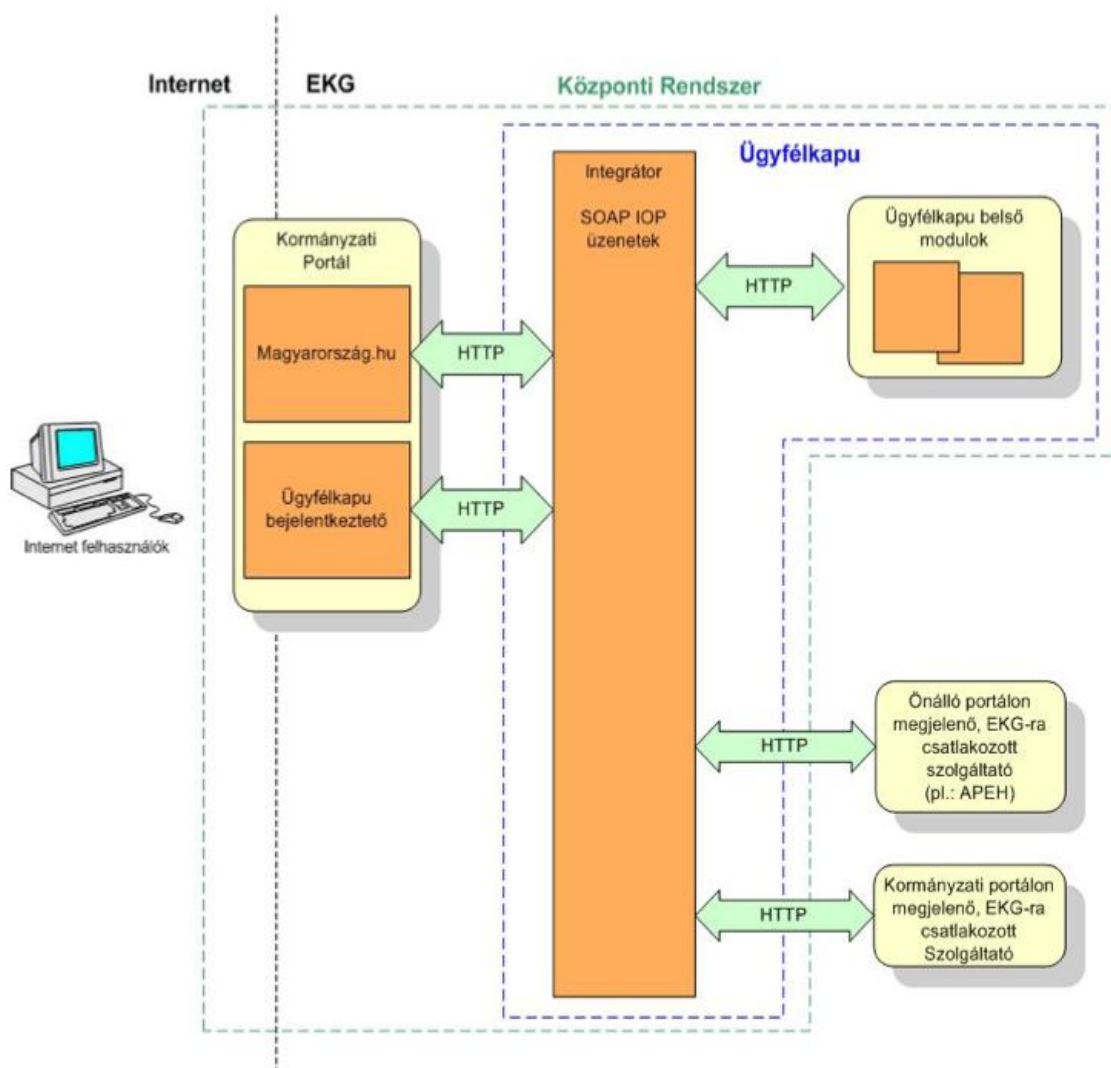 Internet
EKG
Központi Rendszer
Ügyfélkapu
Integrátor
SOAP IOP
üzenetek
Ügyfélkapu belső
modulok
HTTP
Kormányzati
Portál
Magyarország.hu
HTTP
Ügyfélkapu
bejelentkeztető
HTTP
Internet felhasználók
Önálló portálon
megjelenő, EKG-ra
csatlakozott
szolgáltató
(pl.: APEH)
HTTP
Kormányzati portálon
megjelenő, EKG-ra
csatlakozott
Szolgáltató
HTTP